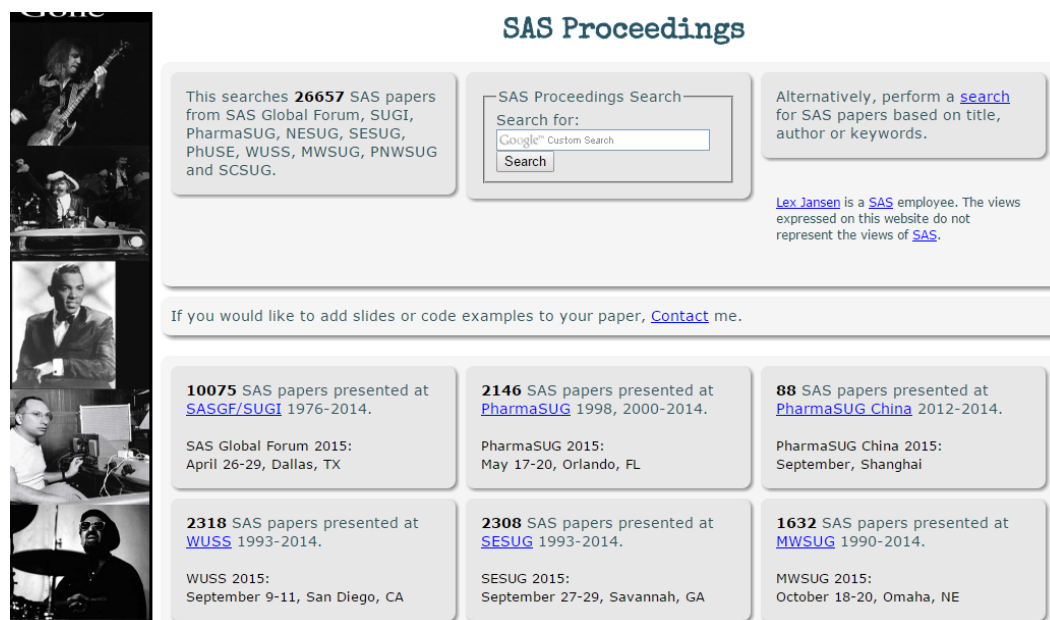 SAS Proceedings
This searches 26657 SAS papers
from SAS Global Forum, SUGI,
PharmaSUG, NESUG, SESUG,
PhUSE, WUSS, MWSUG, PNWSUG
and SCSUG.
SAS Proceedings Search
Search for:
Google™ Custom Search
Search
Alternatively, perform a search
for SAS papers based on title,
author or keywords.
Lex Jansen is a SAS employee. The views
expressed on this website do not
represent the views of SAS.
If you would like to add slides or code examples to your paper, Contact me.
10075 SAS papers presented at
SASGF/SUGI 1976-2014.
SAS Global Forum 2015:
April 26-29, Dallas, TX
2146 SAS papers presented at
PharmaSUG 1998, 2000-2014.
PharmaSUG 2015:
May 17-20, Orlando, FL
88 SAS papers presented at
PharmaSUG China 2012-2014.
PharmaSUG China 2015:
September, Shanghai
2318 SAS papers presented at
WUSS 1993-2014.
WUSS 2015:
September 9-11, San Diego, CA
2308 SAS papers presented at
SESUG 1993-2014.
SESUG 2015:
September 27-29, Savannah, GA
1632 SAS papers presented at
MWSUG 1990-2014.
MWSUG 2015:
October 18-20, Omaha, NE